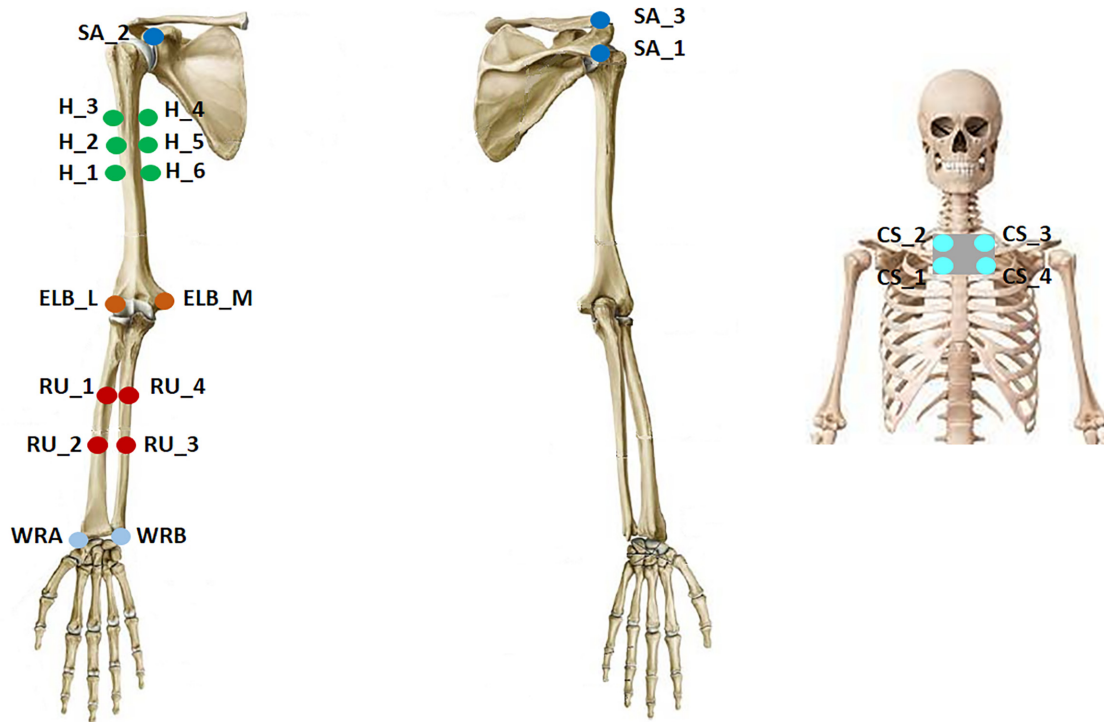 SA_2
H_3 H_4
H_2 H_5
H_1 H_6
ELB_L ELB_M
RU_1 RU_4
RU_2 RU_3
WRA WRB
SA_3
SA_1
CS_2 CS_3
CS_1 CS_4